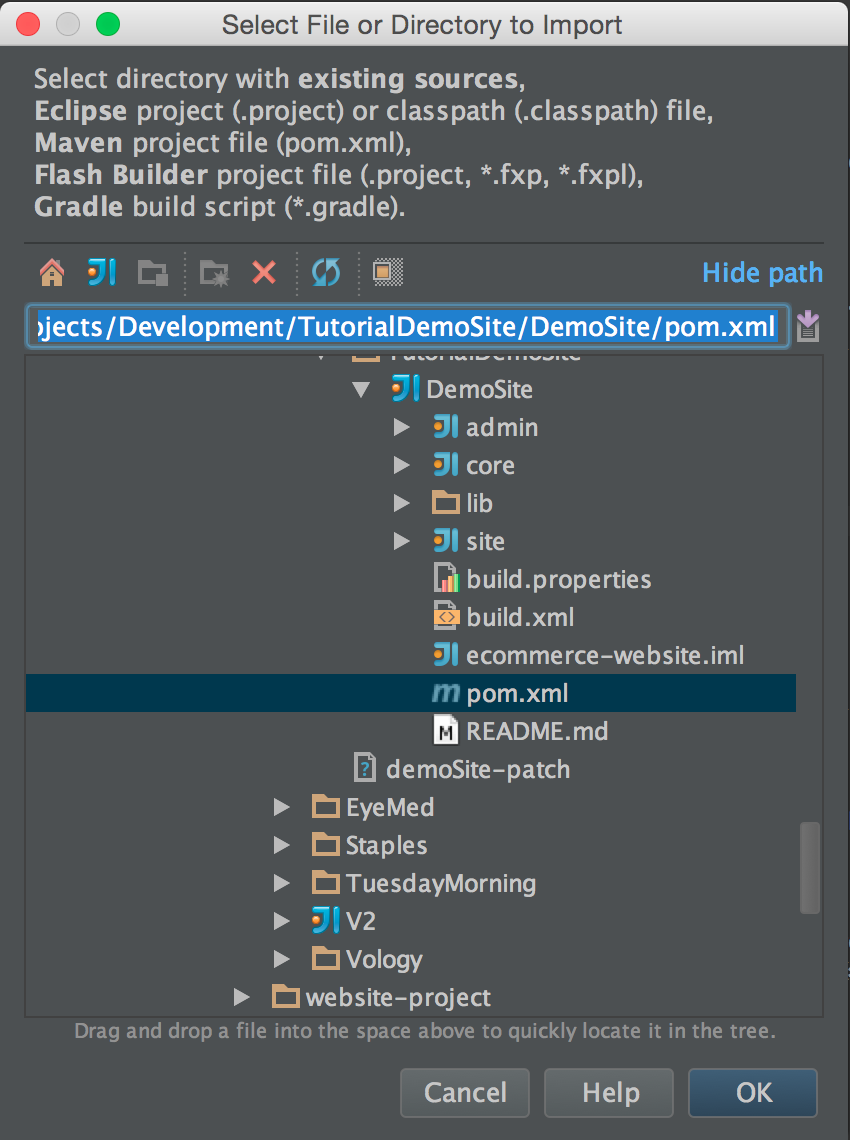 Select File or Directory to Import
Select directory with existing sources,
Eclipse project (.project) or classpath (.classpath) file,
Maven project file (pom.xml),
Flash Builder project file (.project, *.fxp, *.fxpl),
Gradle build script (*.gradle).
Hide path
ojects/Development/TutorialDemoSite/DemoSite/pom.xml
TutorialDemoSite
DemoSite
admin
core
lib
site
build.properties
build.xml
ecommerce-website.iml
pom.xml
README.md
demoSite-patch
EyeMed
Staples
TuesdayMorning
V2
Vology
website-project
Drag and drop a file into the space above to quickly locate it in the tree.
Cancel Help OK